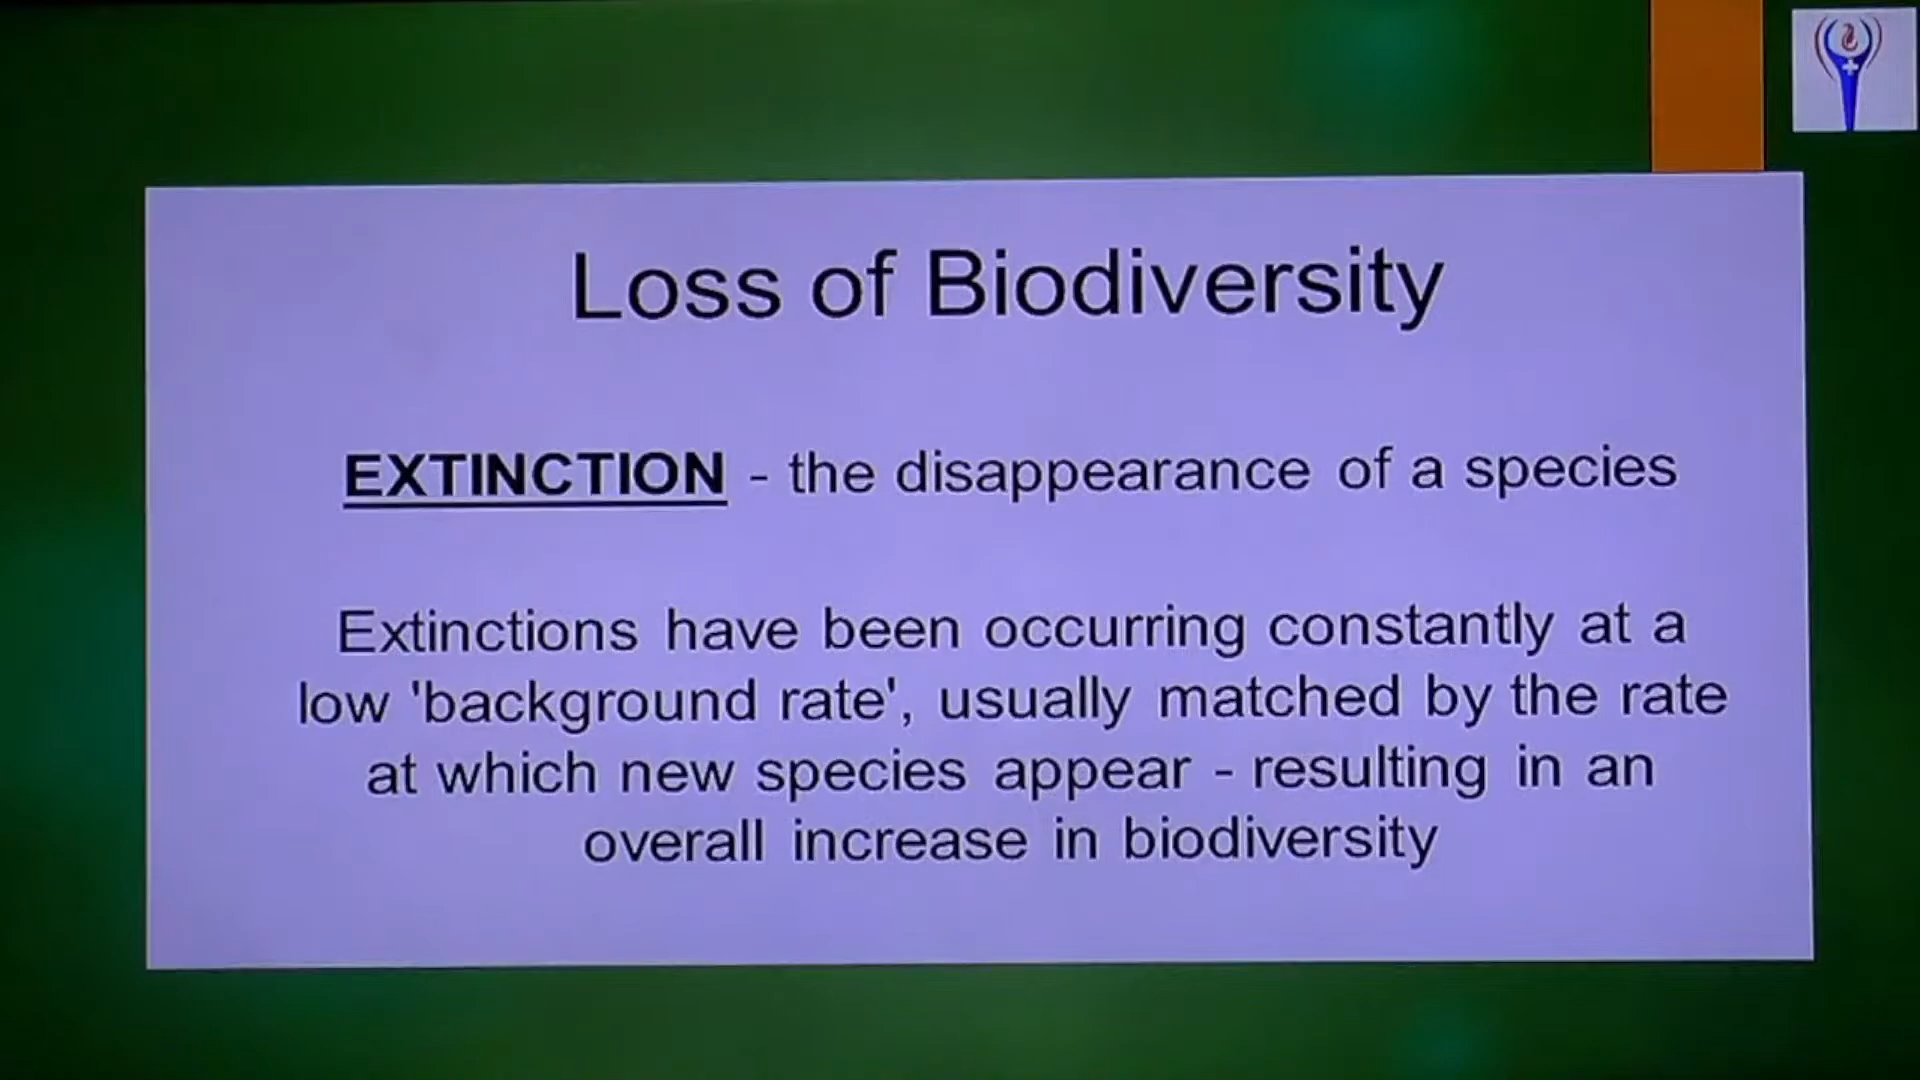 Loss of Biodiversity
EXTINCTION - the disappearance of a species
Extinctions have been occurring constantly at a
low 'background rate', usually matched by the rate
at which new species appear - resulting in an
overall increase in biodiversity